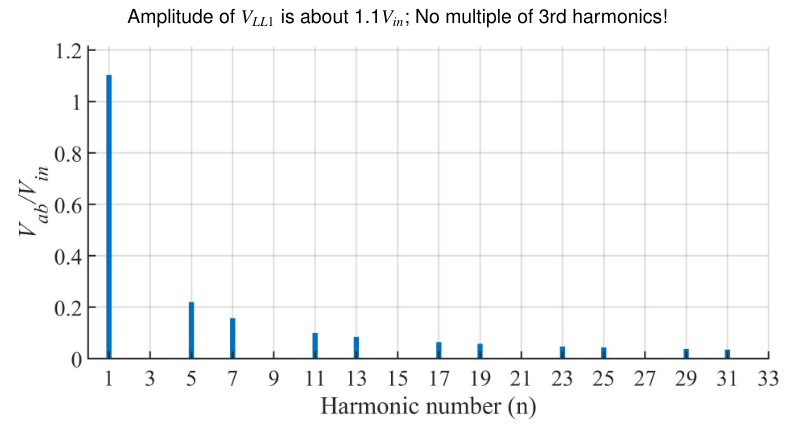 Amplitude of V_LL1 is about 1.1V_in; No multiple of 3rd harmonics!
1.2
1
0.8
0.6
0.4
0.2
0
V_ab/V_in
1 3 5 7 9 11 13 15 17 19 21 23 25 27 29 31 33
Harmonic number (n)